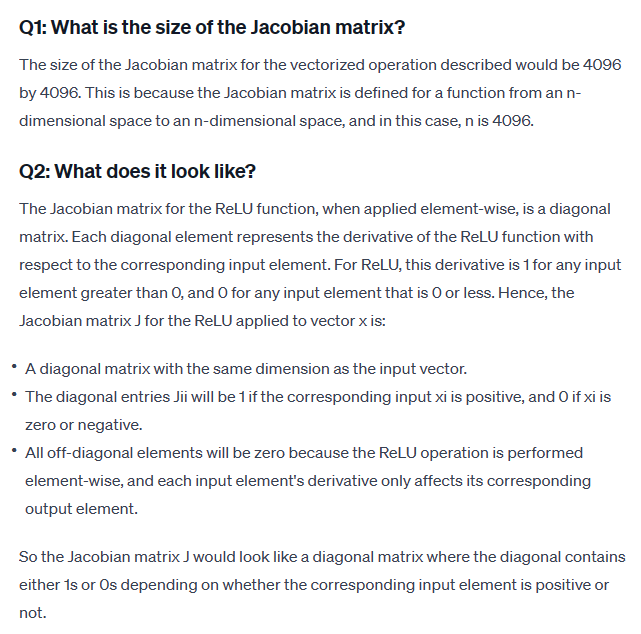 Q1: What is the size of the Jacobian matrix?
The size of the Jacobian matrix for the vectorized operation described would be 4096
by 4096. This is because the Jacobian matrix is defined for a function from an n-
dimensional space to an n-dimensional space, and in this case, n is 4096.
Q2: What does it look like?
The Jacobian matrix for the ReLU function, when applied element-wise, is a diagonal
matrix. Each diagonal element represents the derivative of the ReLU function with
respect to the corresponding input element. For ReLU, this derivative is 1 for any input
element greater than 0, and 0 for any input element that is 0 or less. Hence, the
Jacobian matrix J for the ReLU applied to vector x is:
• A diagonal matrix with the same dimension as the input vector.
• The diagonal entries Jii will be 1 if the corresponding input xi is positive, and 0 if xi is
zero or negative.
• All off-diagonal elements will be zero because the ReLU operation is performed
element-wise, and each input element's derivative only affects its corresponding
output element.
So the Jacobian matrix J would look like a diagonal matrix where the diagonal contains
either 1s or 0s depending on whether the corresponding input element is positive or
not.